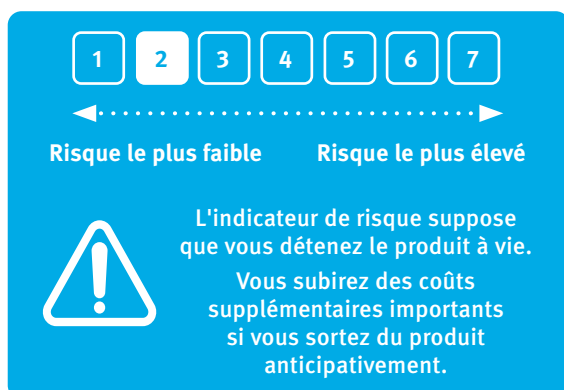 1 2 3 4 5 6 7
Risque le plus faible Risque le plus élevé
L'indicateur de risque suppose
que vous détenez le produit à vie.
Vous subirez des coûts
supplémentaires importants
si vous sortez du produit
anticipativement.